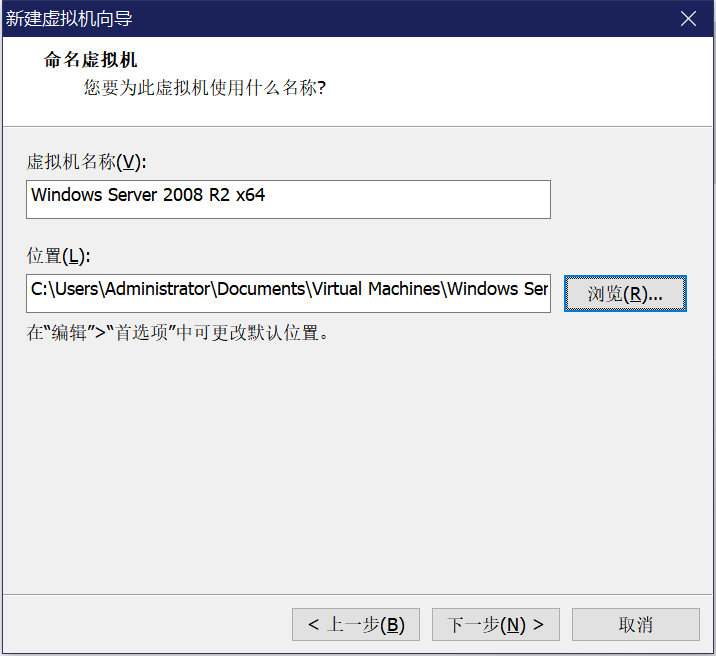 新建虚拟机向导
命名虚拟机
您要为此虚拟机使用什么名称?
虚拟机名称(V):
Windows Server 2008 R2 x64
位置(L):
C:\Users\Administrator\Documents\Virtual Machines\Windows Ser
浏览(R)...
在“编辑”>“首选项”中可更改默认位置。
< 上一步(B)
下一步(N) >
取消